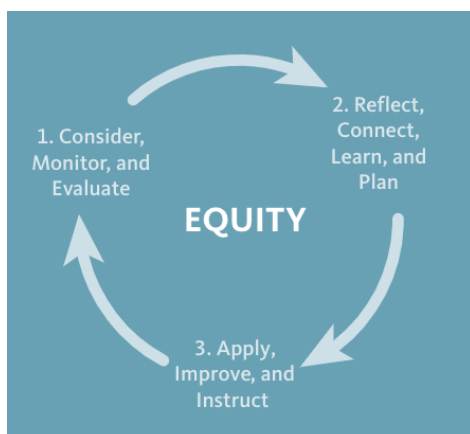 1. Consider,
Monitor, and
Evaluate
2. Reflect,
Connect,
Learn, and
Plan
EQUITY
3. Apply,
Improve, and
Instruct